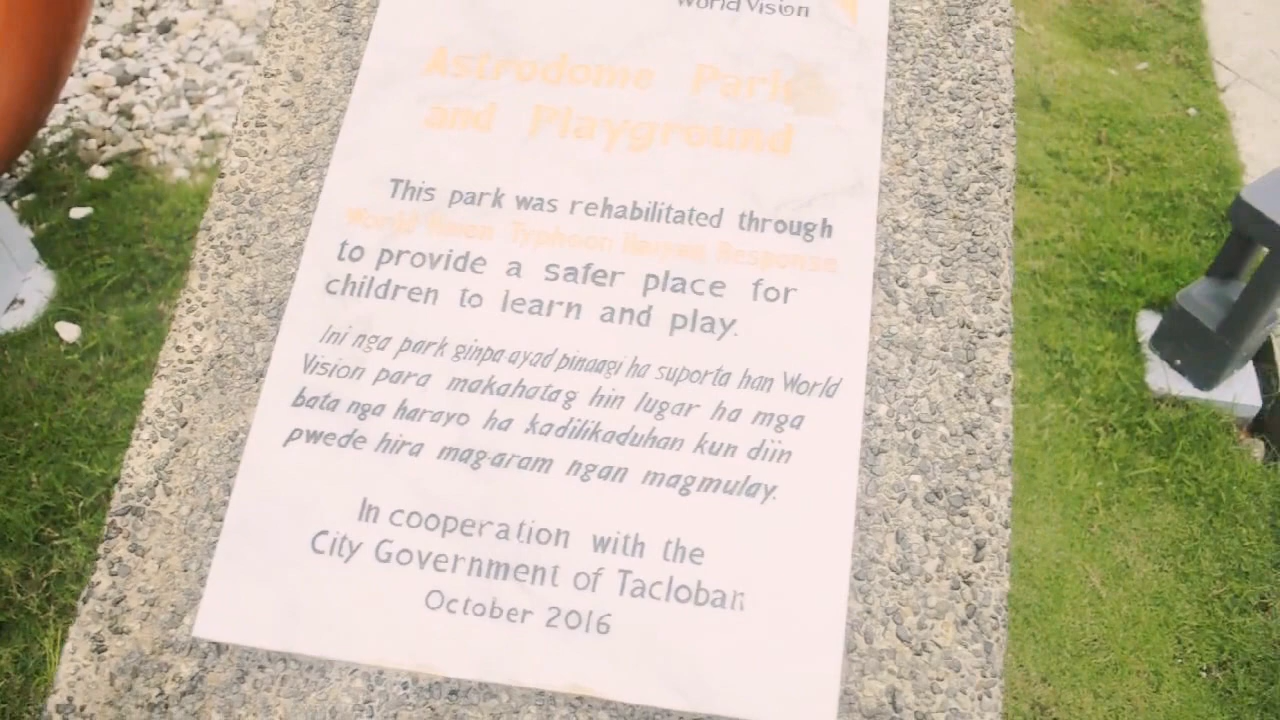 World Vision
Astrodome Park
and Playground
This park was rehabilitated through
World Vision Typhoon Haiyan Response
to provide a safer place for
children to learn and play.
Ini nga park ginpa-ayad pinaagi ha suporta han World
Vision para makahatag hin lugar ha mga
bata nga harayo ha kadilikaduhan kun diin
pwede hira mag-aram ngan magmulay.
In cooperation with the
City Government of Tacloban
October 2016